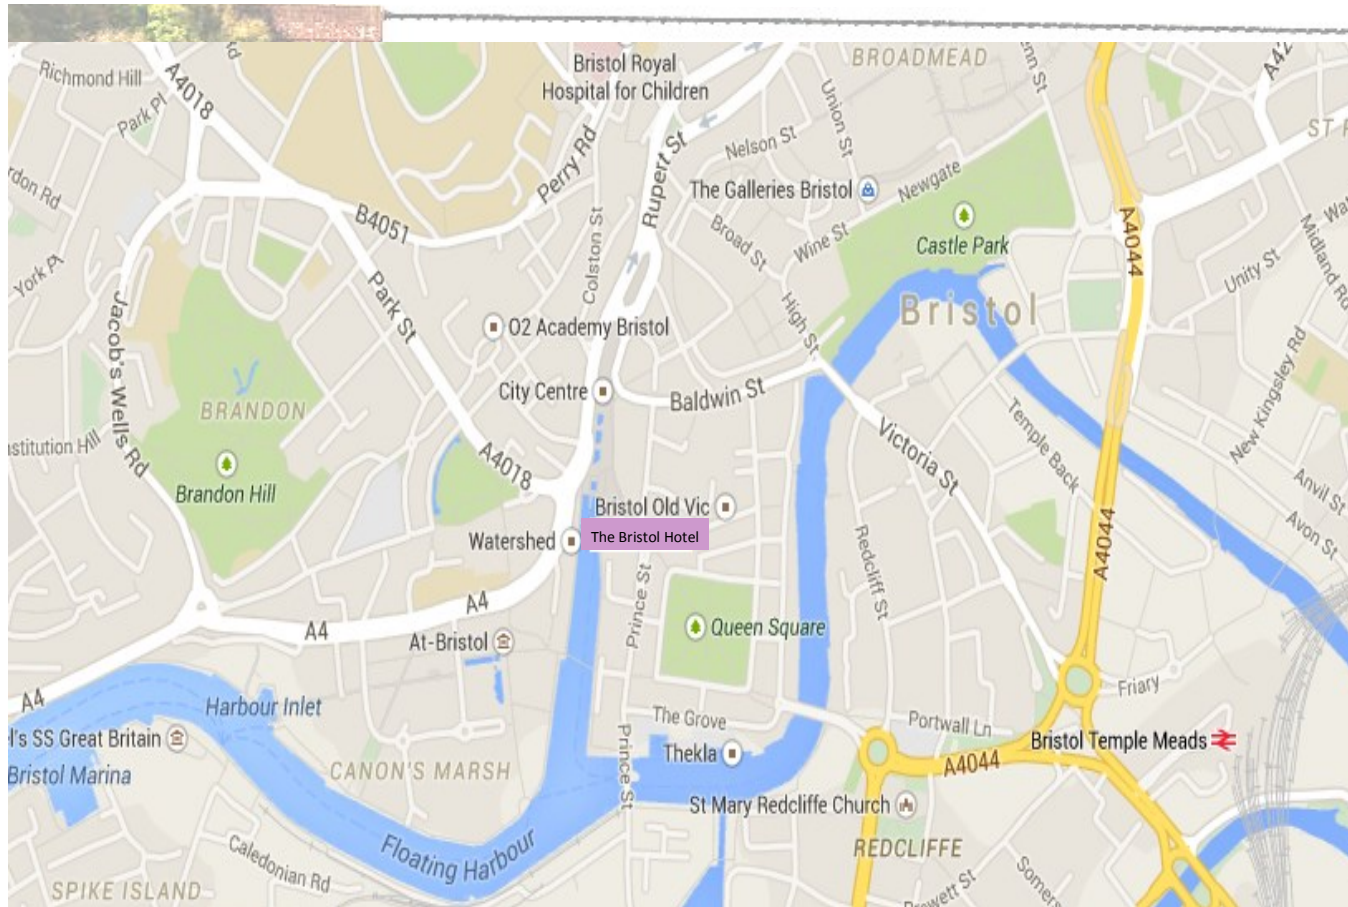 BROADMEAD
Bristol Royal
Hospital for Children
Richmond Hill
A4018
Park Pl
Rd
Union St
Nelson St
Rupert St
Perry Rd
The Galleries Bristol
Newgate
Castle Park
A4044
B4051
Colston St
Broad St
Wine St
York Pl
Unity St
Midland Rd
Jacob's Wells Rd
Park St
High St
Bristol
O2 Academy Bristol
City Centre
Baldwin St
BRANDON
Brandon Hill
A4018
Victoria St
Temple Back
New Kingsley Rd
Anvil St
Avon St
Bristol Old Vic
Watershed
The Bristol Hotel
Redcliff St
A4044
Prince St
Queen Square
A4
A4
At-Bristol
A4
Harbour Inlet
SS Great Britain
Bristol Marina
CANON'S MARSH
The Grove
Thekla
Prince St
Portwall Ln
Friary
Bristol Temple Meads
A4044
St Mary Redcliffe Church
REDCLIFFE
Floating Harbour
Caledonian Rd
SPIKE ISLAND